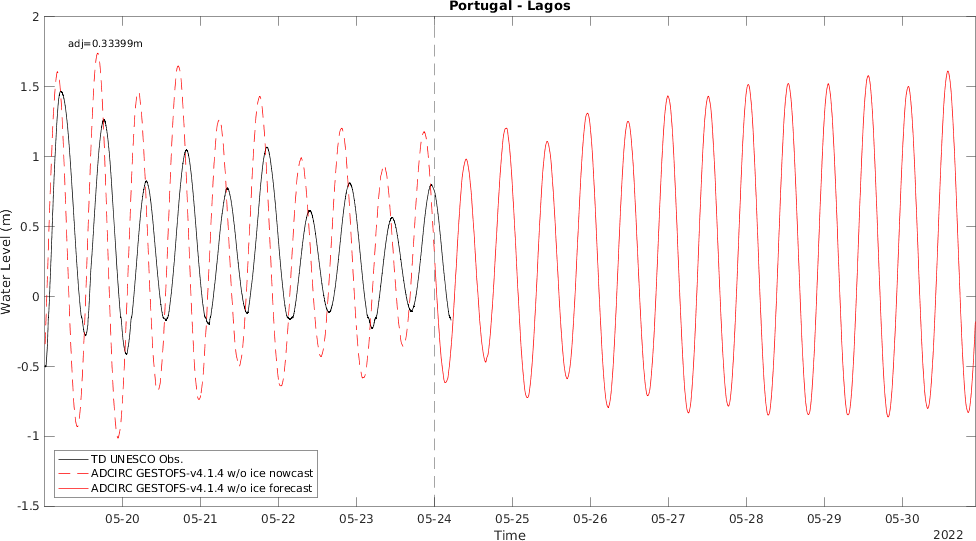 Portugal - Lagos
adj=0.33399m
Water Level (m)
2
1.5
1
0.5
0
-0.5
-1
-1.5
TD UNESCO Obs.
ADCIRC GESTOFS-v4.1.4 w/o ice nowcast
ADCIRC GESTOFS-v4.1.4 w/o ice forecast
05-20 05-21 05-22 05-23 05-24 05-25 05-26 05-27 05-28 05-29 05-30
Time
2022